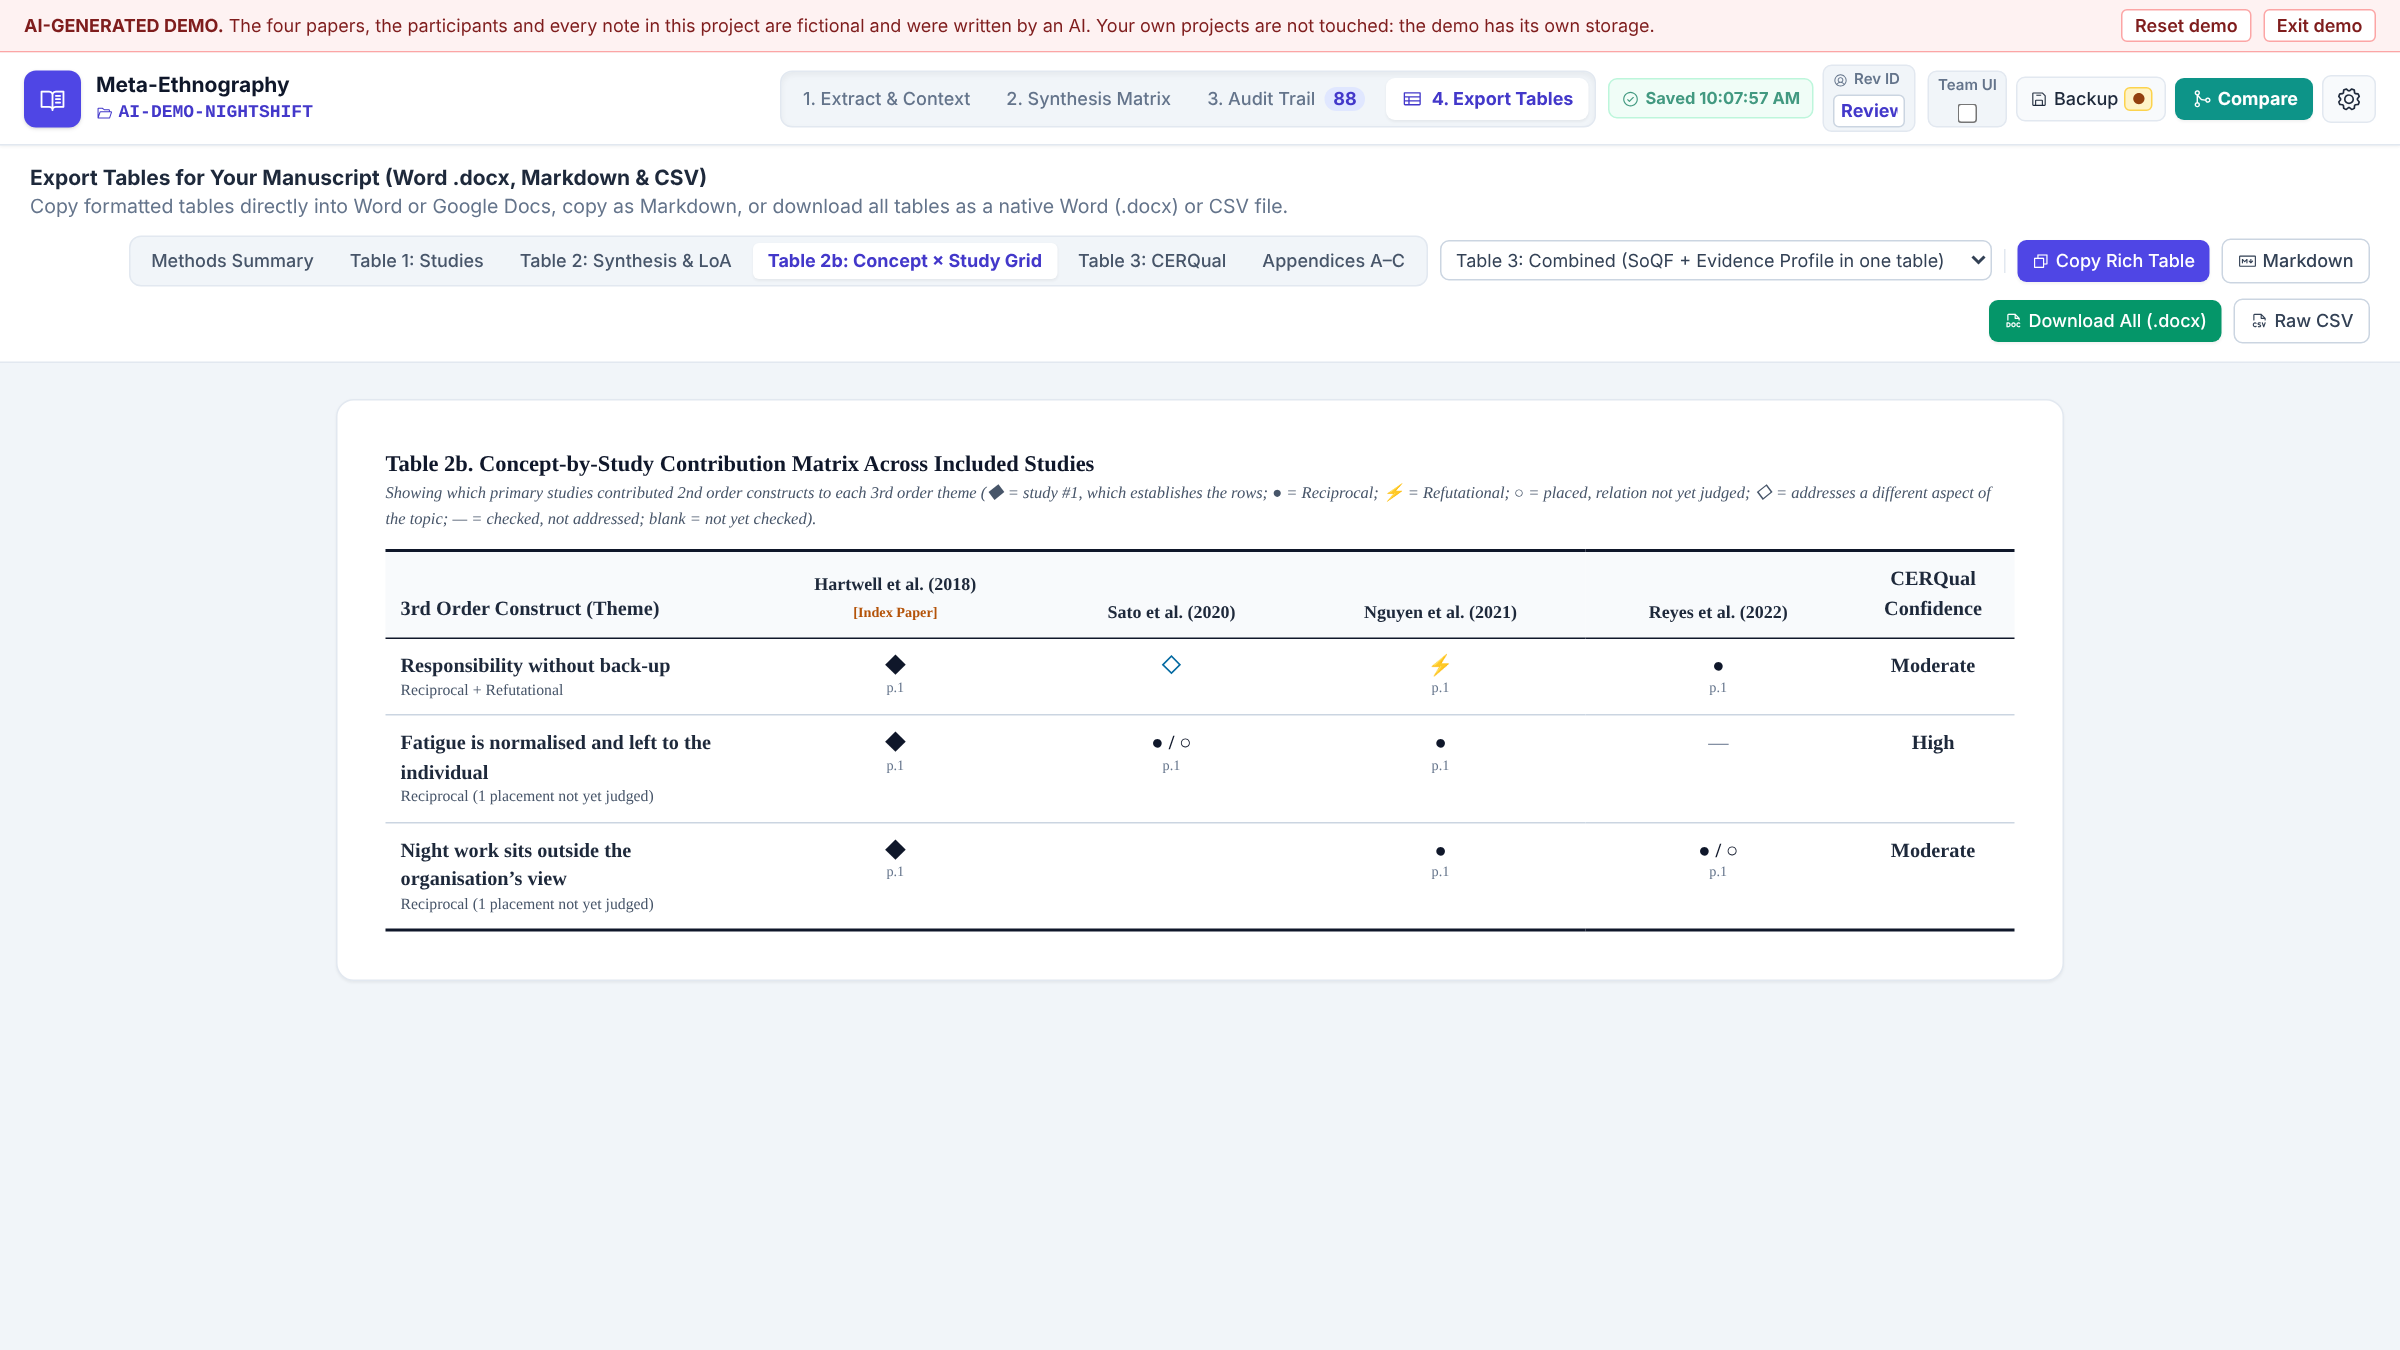 AI-GENERATED DEMO. The four papers, the participants and every note in this project are fictional and were written by an AI. Your own projects are not touched: the demo has its own storage.
Reset demo
Exit demo
Meta-Ethnography
AI-DEMO-NIGHTSHIFT
1. Extract & Context
2. Synthesis Matrix
3. Audit Trail 88
4. Export Tables
Saved 10:07:57 AM
Rev ID
Review
Team UI
Backup
Compare
Export Tables for Your Manuscript (Word .docx, Markdown & CSV)
Copy formatted tables directly into Word or Google Docs, copy as Markdown, or download all tables as a native Word (.docx) or CSV file.
Methods Summary
Table 1: Studies
Table 2: Synthesis & LoA
Table 2b: Concept × Study Grid
Table 3: CERQual
Appendices A–C
Table 3: Combined (SoQF + Evidence Profile in one table)
Copy Rich Table
Markdown
Download All (.docx)
Raw CSV
Table 2b. Concept-by-Study Contribution Matrix Across Included Studies
Showing which primary studies contributed 2nd order constructs to each 3rd order theme (◆ = study #1, which establishes the rows; ● = Reciprocal; ⚡ = Refutational; ○ = placed, relation not yet judged; ◇ = addresses a different aspect of
the topic; — = checked, not addressed; blank = not yet checked).
3rd Order Construct (Theme)
Hartwell et al. (2018)
[Index Paper]
Sato et al. (2020)
Nguyen et al. (2021)
Reyes et al. (2022)
CERQual
Confidence
Responsibility without back-up
Reciprocal + Refutational
◆
p.1
◇
⚡
p.1
●
p.1
Moderate
Fatigue is normalised and left to the
individual
Reciprocal (1 placement not yet judged)
◆
p.1
● / ○
p.1
●
p.1
—
High
Night work sits outside the
organisation’s view
Reciprocal (1 placement not yet judged)
◆
p.1
●
p.1
● / ○
p.1
Moderate